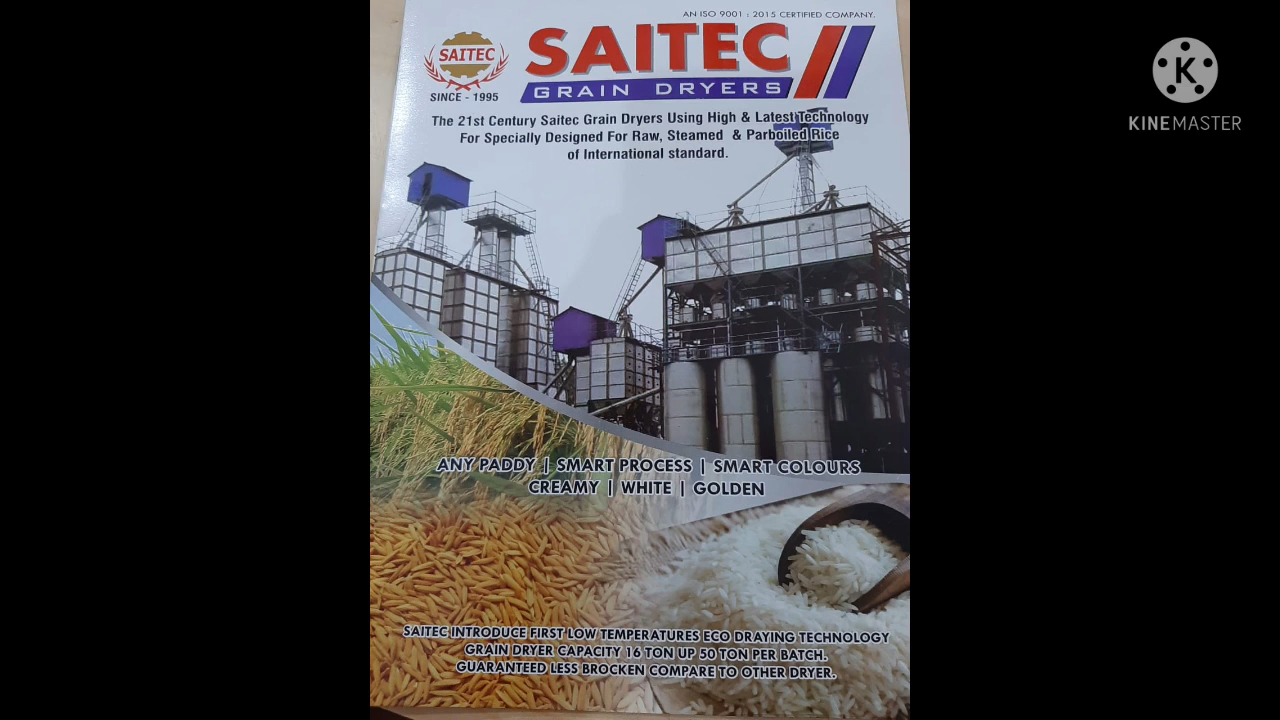 AN ISO 9001 : 2015 CERTIFIED COMPANY.
SAITEC
SINCE - 1995
SAITEC
GRAIN DRYERS
The 21st Century Saitec Grain Dryers Using High & Latest Technology
For Specially Designed For Raw, Steamed & Parboiled Rice
of International standard.
ANY PADDY | SMART PROCESS | SMART COLOURS
CREAMY | WHITE | GOLDEN
SAITEC INTRODUCE FIRST LOW TEMPERATURES ECO DRAYING TECHNOLOGY
GRAIN DRYER CAPACITY 16 TON UP 50 TON PER BATCH.
GUARANTEED LESS BROCKEN COMPARE TO OTHER DRYER.
K
KINEMASTER